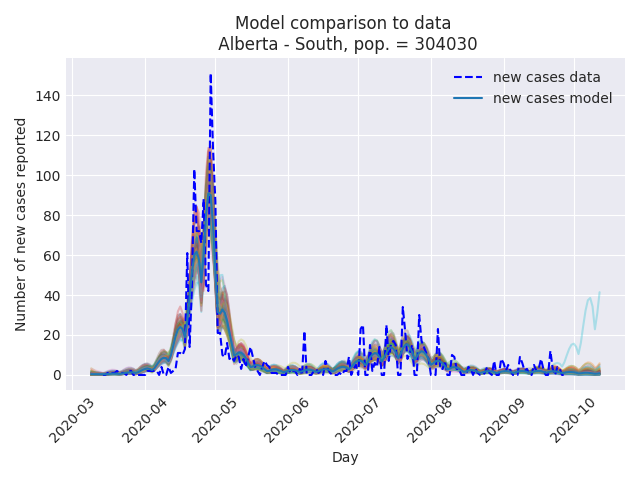 Model comparison to data
Alberta - South, pop. = 304030
new cases data
new cases model
Number of new cases reported
140
120
100
80
60
40
20
0
2020-03
2020-04
2020-05
2020-06
2020-07
2020-08
2020-09
2020-10
Day